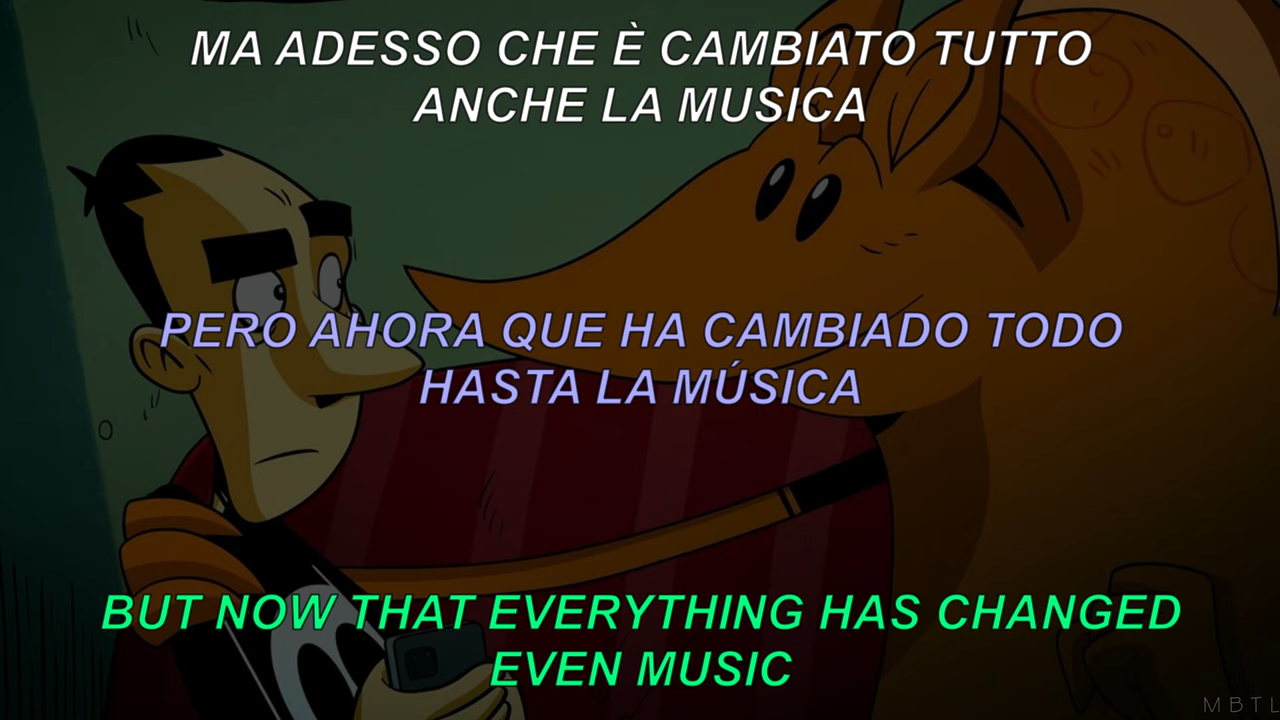 MA ADESSO CHE È CAMBIATO TUTTO
ANCHE LA MUSICA
PERO AHORA QUE HA CAMBIADO TODO
HASTA LA MÚSICA
BUT NOW THAT EVERYTHING HAS CHANGED
EVEN MUSIC
MBTL